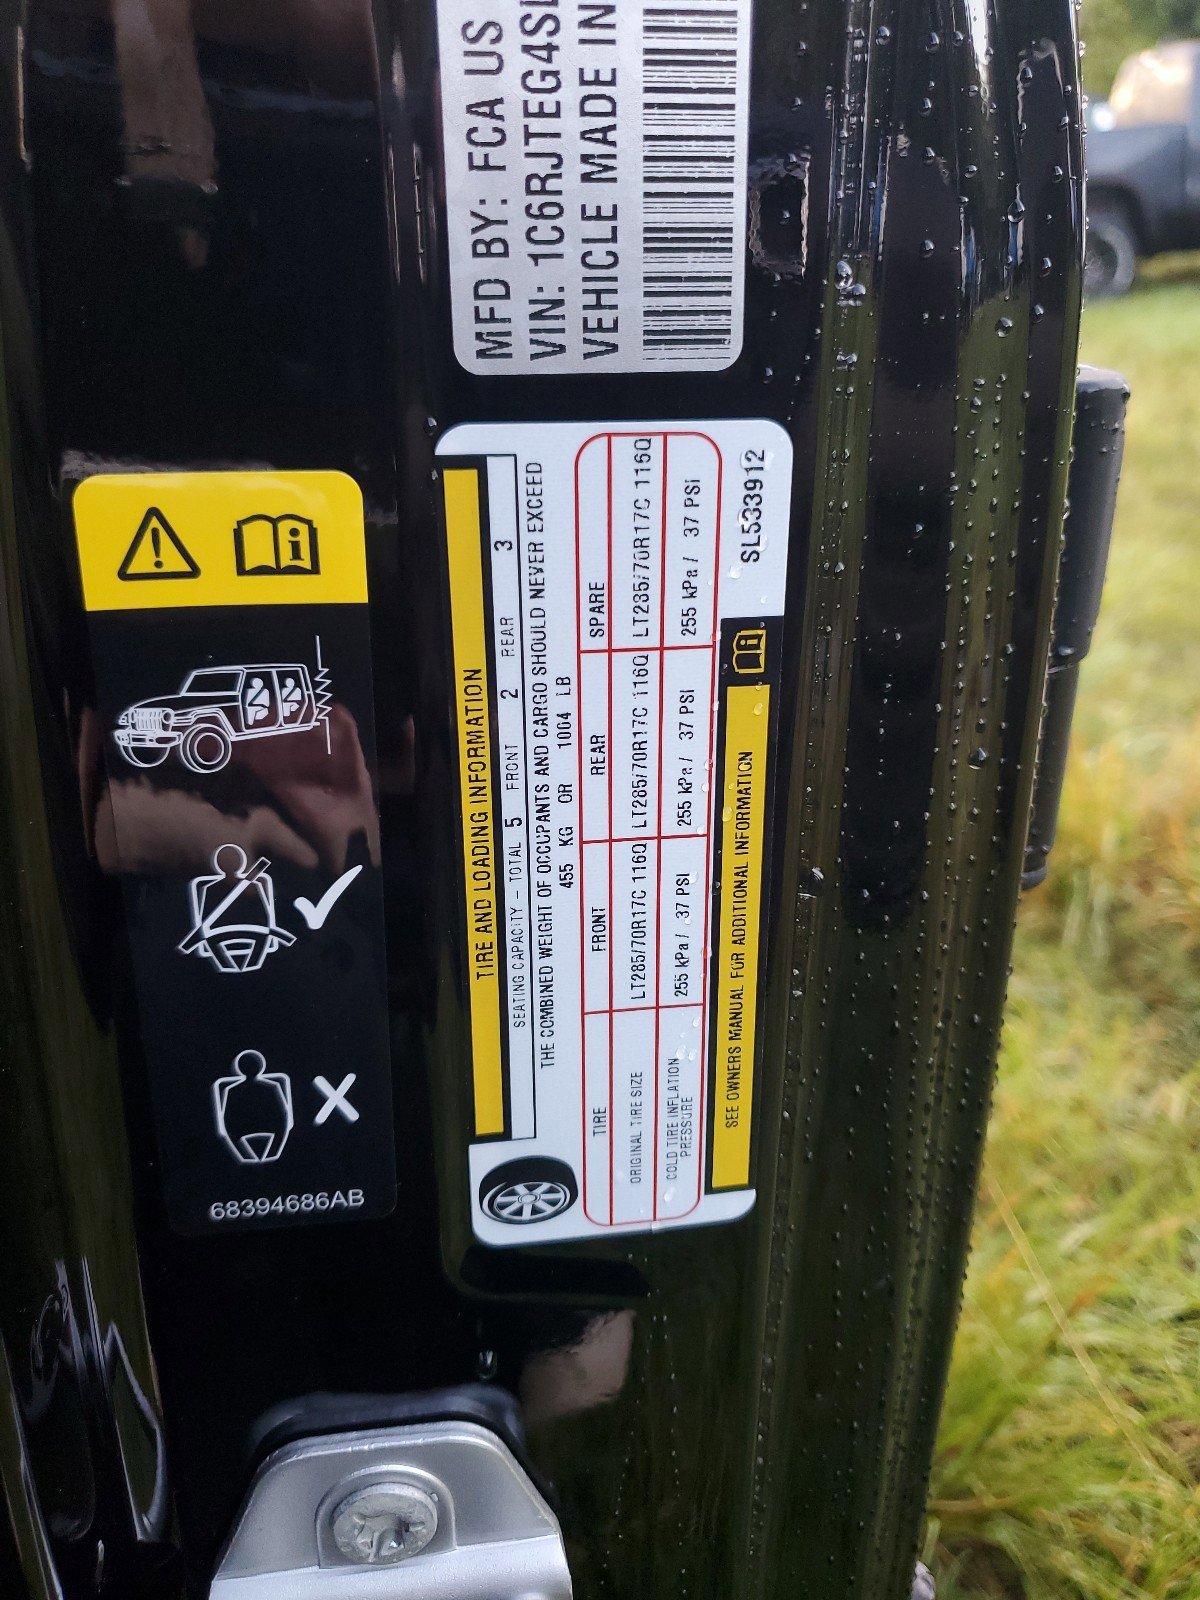 MFD BY: FCA US
VIN: 1C6RJTEG4SL
VEHICLE MADE IN
TIRE AND LOADING INFORMATION
SEATING CAPACITY - TOTAL 5 FRONT 2 REAR 3
THE COMBINED WEIGHT OF OCCUPANTS AND CARGO SHOULD NEVER EXCEED
455 KG OR 1004 LB
TIRE FRONT REAR SPARE
ORIGINAL TIRE SIZE LT285/70R17C 116Q LT285/70R17C 116Q LT285/70R17C 116Q
COLD TIRE INFLATION PRESSURE 255 kPa / 37 PSI 255 kPa / 37 PSI 255 kPa / 37 PSI
SEE OWNERS MANUAL FOR ADDITIONAL INFORMATION
SL533912
68394686AB